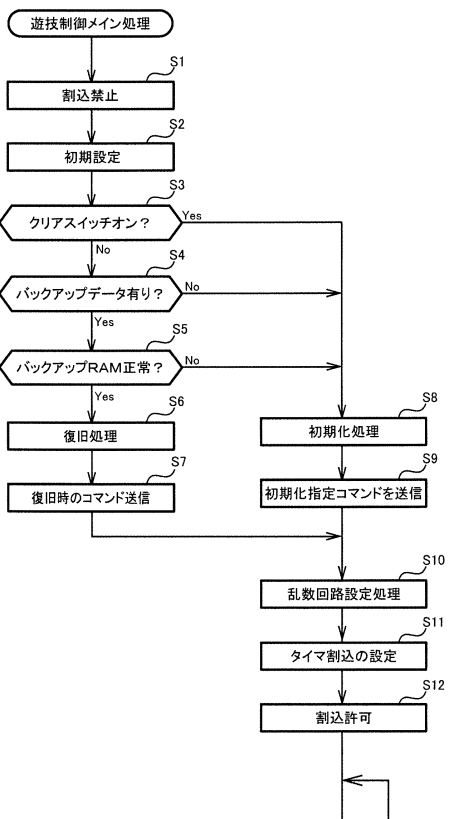 遊技制御メイン処理
S1
割込禁止
S2
初期設定
S3
クリアスイッチオン?
Yes
No
S4
バックアップデータ有り?
No
Yes
S5
バックアップRAM正常?
No
Yes
S6
復旧処理
S7
復旧時のコマンド送信
S8
初期化処理
S9
初期化指定コマンドを送信
S10
乱数回路設定処理
S11
タイマ割込の設定
S12
割込許可